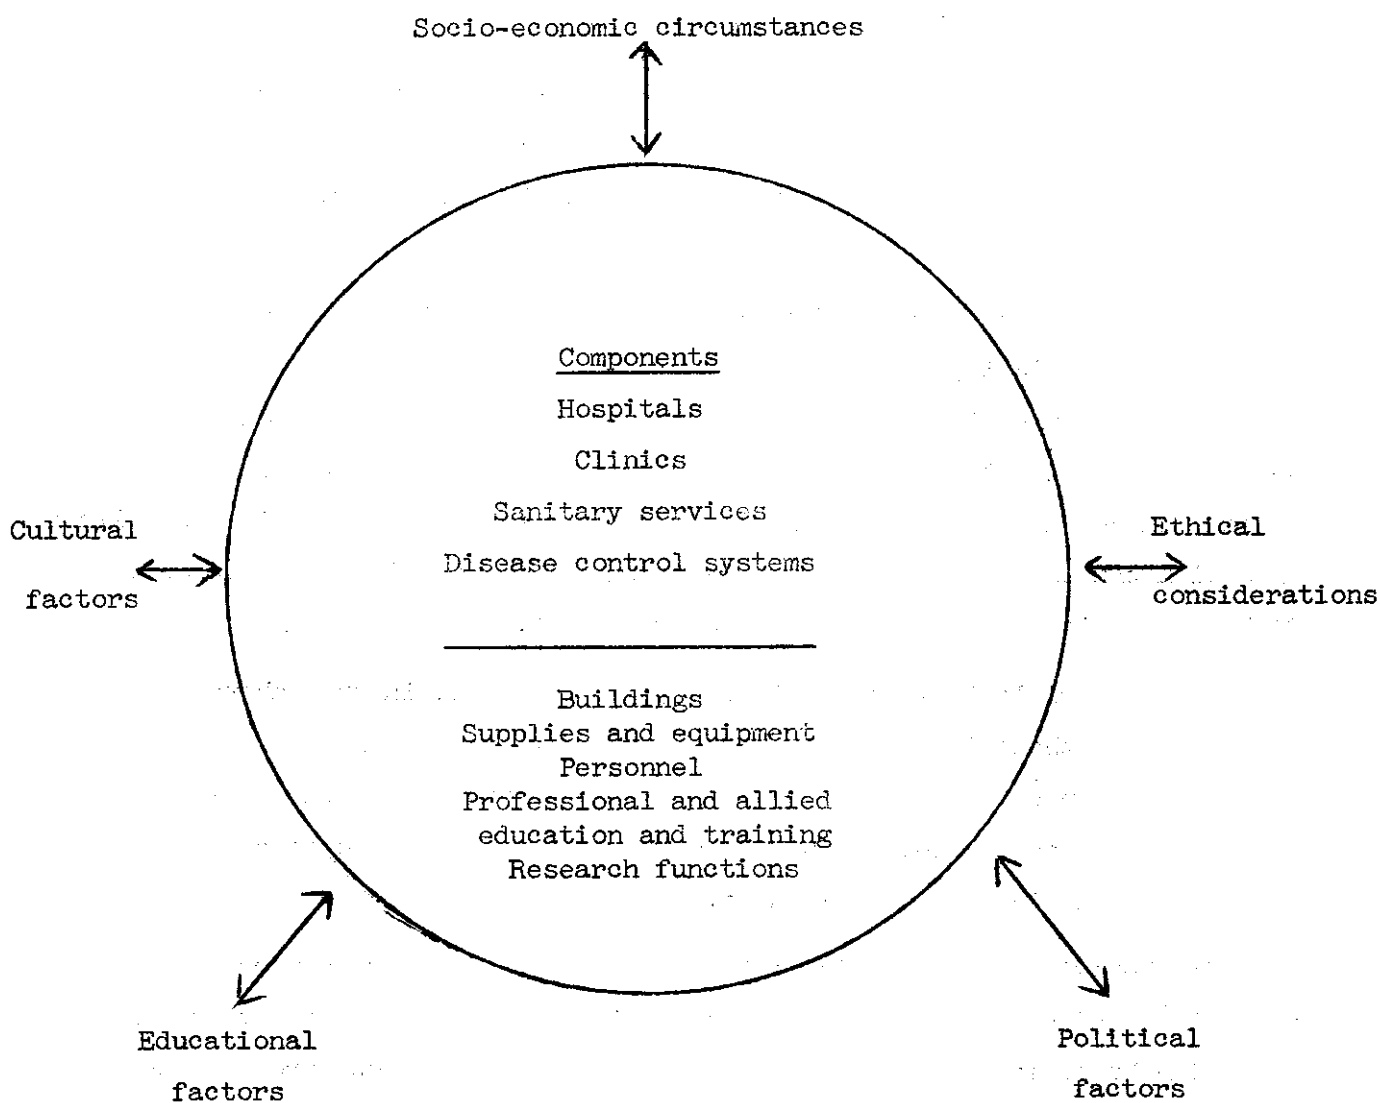 Socio-economic circumstances
Components
Hospitals
Clinics
Sanitary services
Disease control systems
Cultural
factors
Ethical
considerations
Buildings
Supplies and equipment
Personnel
Professional and allied
education and training
Research functions
Educational
factors
Political
factors